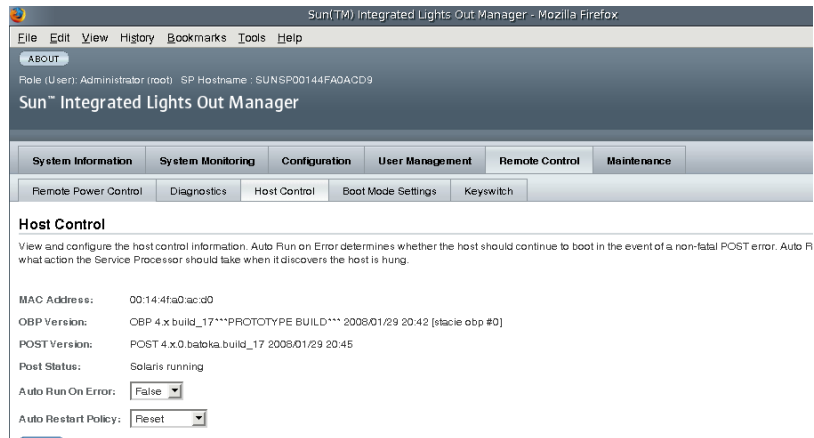 Sun(TM) Integrated Lights Out Manager - Mozilla Firefox
File Edit View History Bookmarks Tools Help
ABOUT
Role (User): Administrator (root) SP Hostname : SUNSP00144FA0ACD9
Sun™ Integrated Lights Out Manager
System Information System Monitoring Configuration User Management Remote Control Maintenance
Remote Power Control Diagnostics Host Control Boot Mode Settings Keyswitch
Host Control
View and configure the host control information. Auto Run on Error determines whether the host should continue to boot in the event of a non-fatal POST error. Auto R
what action the Service Processor should take when it discovers the host is hung.
MAC Address: 00:14:4f:a0:ac:d0
OBP Version: OBP 4.x build_17***PROTOTYPE BUILD*** 2008/01/29 20:42 [stacie obp #0]
POST Version: POST 4.x.0.batoka.build_17 2008/01/29 20:45
Post Status: Solaris running
Auto Run On Error: False
Auto Restart Policy: Reset